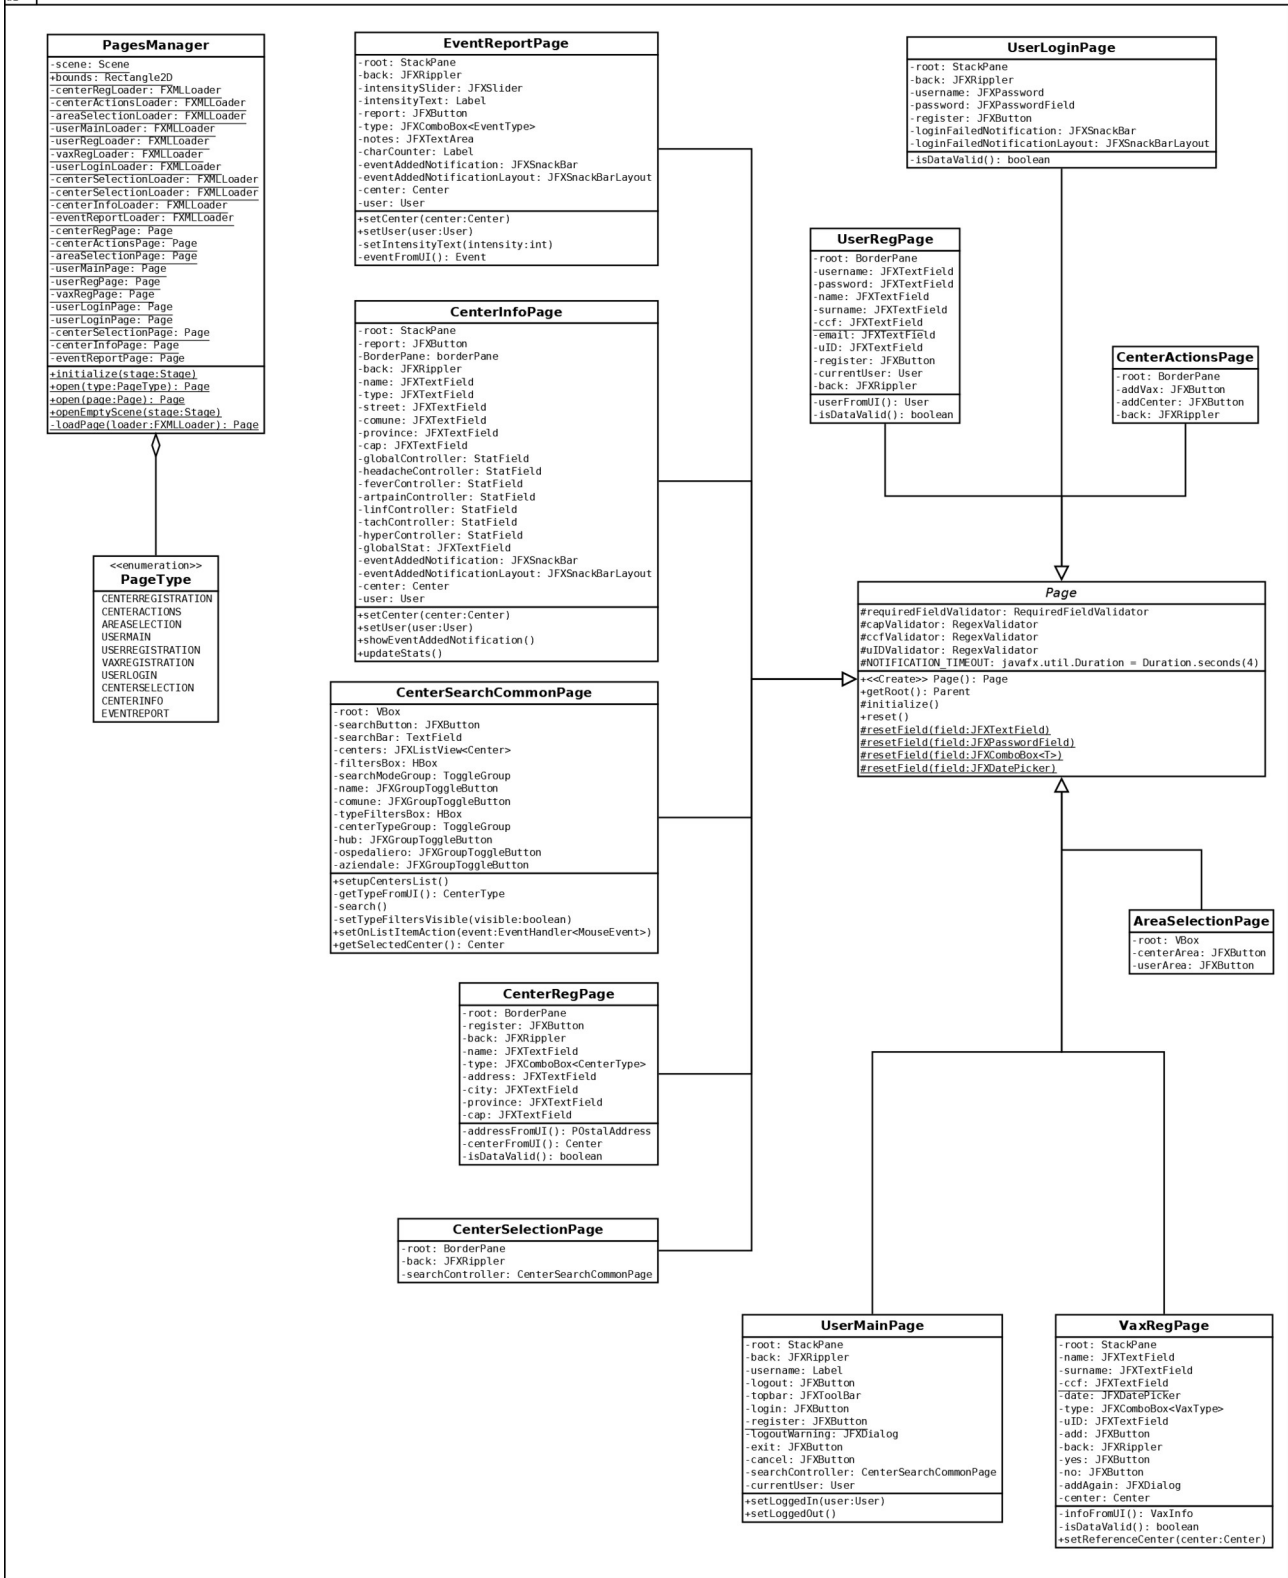 PagesManager
-scene: Scene
+bounds: Rectangle2D
-centerRegLoader: FXMLLoader
-centerActionsLoader: FXMLLoader
-areaSelectionLoader: FXMLLoader
-userMainLoader: FXMLLoader
-userRegLoader: FXMLLoader
-vaxRegLoader: FXMLLoader
-userLoginLoader: FXMLLoader
-centerSelectionLoader: FXMLLoader
-centerSelectionLoader: FXMLLoader
-centerInfoLoader: FXMLLoader
-eventReportLoader: FXMLLoader
-centerRegPage: Page
-centerActionsPage: Page
-areaSelectionPage: Page
-userMainPage: Page
-userRegPage: Page
-vaxRegPage: Page
-userLoginPage: Page
-userLoginPage: Page
-centerSelectionPage: Page
-centerInfoPage: Page
-eventReportPage: Page
+initialize(stage:Stage)
+open(type:PageType): Page
+open(page:Page): Page
+openEmptyScene(stage:Stage)
-loadPage(loader:FXMLLoader): Page
<<enumeration>>
PageType
CENTERREGISTRATION
CENTERACTIONS
AREASELECTION
USERMAIN
USERREGISTRATION
VAXREGISTRATION
USERLOGIN
CENTERSELECTION
CENTERINFO
EVENTREPORT
EventReportPage
-root: StackPane
-back: JFXRippler
-intensitySlider: JFXSlider
-intensityText: Label
-report: JFXButton
-type: JFXComboBox<EventType>
-notes: JFXTextArea
-charCounter: Label
-eventAddedNotification: JFXSnackBar
-eventAddedNotificationLayout: JFXSnackBarLayout
-center: Center
-user: User
+setCenter(center:Center)
+setUser(user:User)
-setIntensityText(intensity:int)
-eventFromUI(): Event
CenterInfoPage
-root: StackPane
-report: JFXButton
-BorderPane: borderPane
-back: JFXRippler
-name: JFXTextField
-type: JFXTextField
-street: JFXTextField
-comune: JFXTextField
-province: JFXTextField
-cap: JFXTextField
-globalController: StatField
-headacheController: StatField
-feverController: StatField
-artpainController: StatField
-linfController: StatField
-tachController: StatField
-hyperController: StatField
-globalStat: JFXTextField
-eventAddedNotification: JFXSnackBar
-eventAddedNotificationLayout: JFXSnackBarLayout
-center: Center
-user: User
+setCenter(center:Center)
+setUser(user:User)
+showEventAddedNotification()
+updateStats()
CenterSearchCommonPage
-root: VBox
-searchButton: JFXButton
-searchBar: TextField
-centers: JFXListView<Center>
-filtersBox: HBox
-searchModeGroup: ToggleGroup
-name: JFXGroupToggleButton
-comune: JFXGroupToggleButton
-typeFiltersBox: HBox
-centerTypeGroup: ToggleGroup
-hub: JFXGroupToggleButton
-ospedaliero: JFXGroupToggleButton
-aziendale: JFXGroupToggleButton
+setupCentersList()
-getTypeFromUI(): CenterType
-search()
-setTypeFiltersVisible(visible:boolean)
+setOnListItemAction(event:EventHandler<MouseEvent>)
+getSelectedCenter(): Center
CenterRegPage
-root: BorderPane
-register: JFXButton
-back: JFXRippler
-name: JFXTextField
-type: JFXComboBox<CenterType>
-address: JFXTextField
-city: JFXTextField
-province: JFXTextField
-cap: JFXTextField
-addressFromUI(): POstalAddress
-centerFromUI(): Center
-isDataValid(): boolean
CenterSelectionPage
-root: BorderPane
-back: JFXRippler
-searchController: CenterSearchCommonPage
UserLoginPage
-root: StackPane
-back: JFXRippler
-username: JFXPassword
-password: JFXPasswordField
-register: JFXButton
-loginFailedNotification: JFXSnackBar
-loginFailedNotificationLayout: JFXSnackBarLayout
-isDataValid(): boolean
UserRegPage
-root: BorderPane
-username: JFXTextField
-password: JFXTextField
-name: JFXTextField
-surname: JFXTextField
-ccf: JFXTextField
-email: JFXTextField
-uID: JFXTextField
-register: JFXButton
-currentUser: User
-back: JFXRippler
-userFromUI(): User
-isDataValid(): boolean
CenterActionsPage
-root: BorderPane
-addVax: JFXButton
-addCenter: JFXButton
-back: JFXRippler
Page
#requiredFieldValidator: RequiredFieldValidator
#capValidator: RegexValidator
#ccfValidator: RegexValidator
#uIDValidator: RegexValidator
#NOTIFICATION_TIMEOUT: javafx.util.Duration = Duration.seconds(4)
+<<Create>> Page(): Page
+getRoot(): Parent
#initialize()
+reset()
#resetField(field:JFXTextField)
#resetField(field:JFXPasswordField)
#resetField(field:JFXComboBox<T>)
#resetField(field:JFXDatePicker)
AreaSelectionPage
-root: VBox
-centerArea: JFXButton
-userArea: JFXButton
UserMainPage
-root: StackPane
-back: JFXRippler
-username: Label
-logout: JFXButton
-topbar: JFXToolBar
-login: JFXButton
-register: JFXButton
-logoutWarning: JFXDialog
-exit: JFXButton
-cancel: JFXButton
-searchController: CenterSearchCommonPage
-currentUser: User
+setLoggedIn(user:User)
+setLoggedOut()
VaxRegPage
-root: StackPane
-name: JFXTextField
-surname: JFXTextField
-ccf: JFXTextField
-date: JFXDatePicker
-type: JFXComboBox<VaxType>
-uID: JFXTextField
-add: JFXButton
-back: JFXRippler
-yes: JFXButton
-no: JFXButton
-addAgain: JFXDialog
-center: Center
-infoFromUI(): VaxInfo
-isDataValid(): boolean
+setReferenceCenter(center:Center)